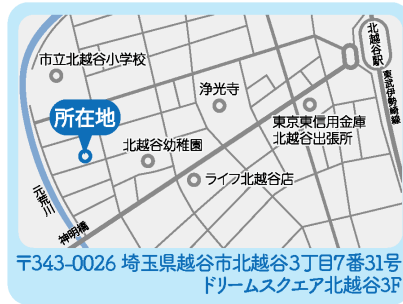 市立北越谷小学校
北越谷駅
東武伊勢崎線
浄光寺
所在地
東京東信用金庫
北越谷出張所
北越谷幼稚園
ライフ北越谷店
元荒川
神明橋
〒343-0026 埼玉県越谷市北越谷3丁目7番31号
ドリームスクエア北越谷3F